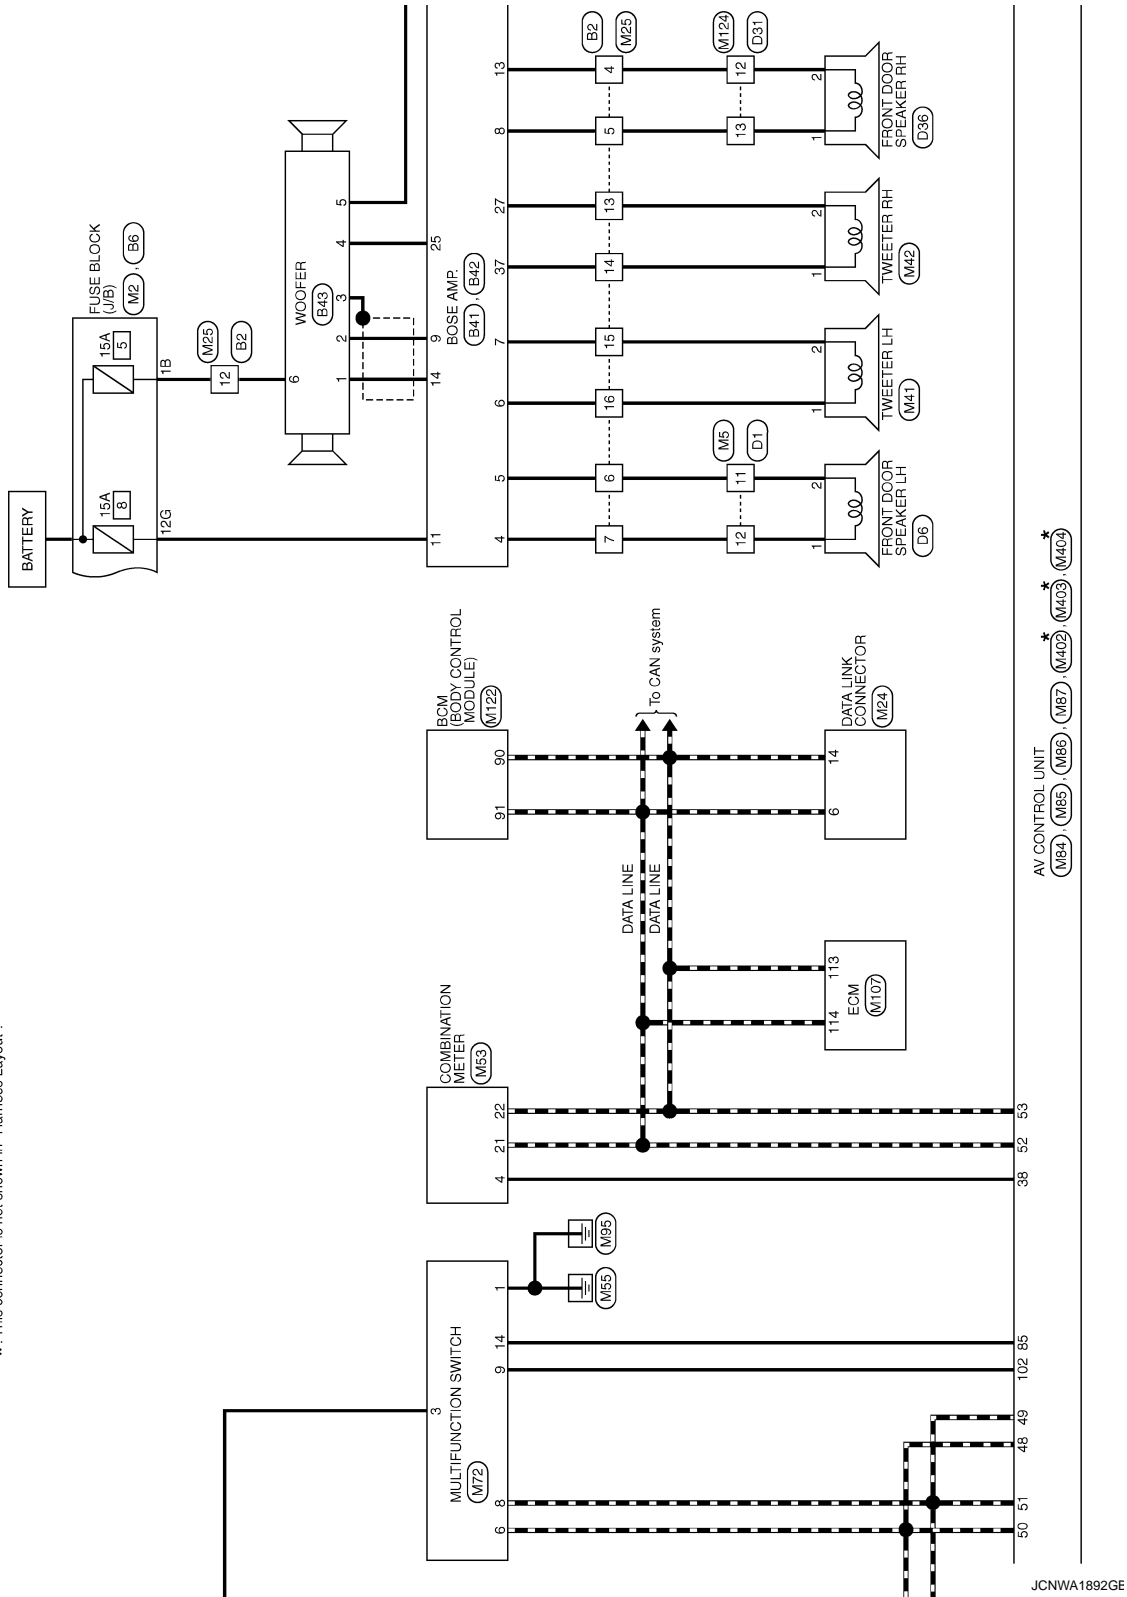 BATTERY
FUSE BLOCK
(J/B)
M2 , B6
15A
8
15A
5
12G
1B
M25
B2
12
WOOFER
B43
6
1 2 3 4 5
11 14 9 25
BOSE AMP.
B41 , B42
4 5 6 7 37 27 8 13
B2
M25
7 6 16 15 14 13 5 4
M5
D1
12 11
M124
D31
13 12
1 2
FRONT DOOR
SPEAKER LH
D6
1 2
TWEETER LH
M41
1 2
TWEETER RH
M42
1 2
FRONT DOOR
SPEAKER RH
D36
MULTIFUNCTION SWITCH
M72
3
6 8 9 14 1
M55
M95
COMBINATION
METER
M53
4 21 22
BCM
(BODY CONTROL
MODULE)
M122
91 90
DATA LINE
DATA LINE
To CAN system
114 113
ECM
M107
6 14
DATA LINK
CONNECTOR
M24
50 51 48 49 102 85 38 52 53
AV CONTROL UNIT
M84 , M85 , M86 , M87 , M402* , M403* , M404*
JCNWA1892GB